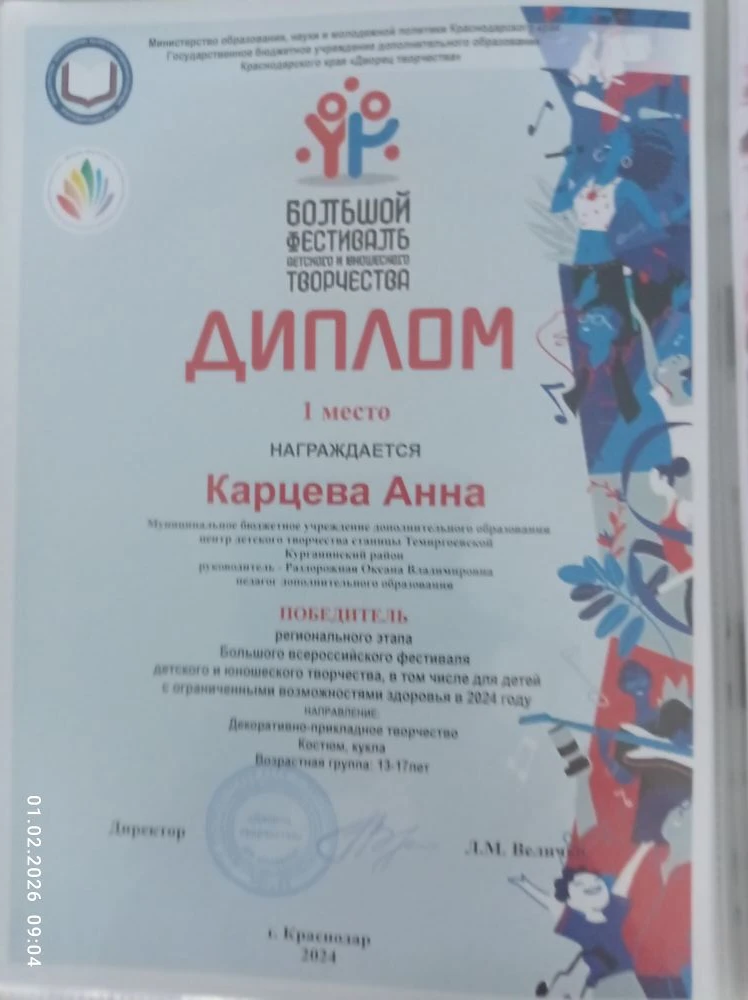 Министерство образования, науки и молодежной политики Краснодарского края
Государственное бюджетное учреждение дополнительного образования
Краснодарского края «Дворец творчества»
БОЛЬШОЙ
ФЕСТИВАЛЬ
ДЕТСКОГО И ЮНОШЕСКОГО
ТВОРЧЕСТВА
ДИПЛОМ
1 место
НАГРАЖДАЕТСЯ
Карцева Анна
Муниципальное бюджетное учреждение дополнительного образования
центр детского творчества станицы Темиргоевской
Курганинский район
руководитель - Раздорожная Оксана Владимировна
педагог дополнительного образования
ПОБЕДИТЕЛЬ
регионального этапа
Большого всероссийского фестиваля
детского и юношеского творчества, в том числе для детей
с ограниченными возможностями здоровья в 2024 году
НАПРАВЛЕНИЕ:
Декоративно-прикладное творчество
Костюм, кукла
Возрастная группа: 13-17лет
Директор
Л.М.
г. Краснодар
2024
01.02.2026 09:04